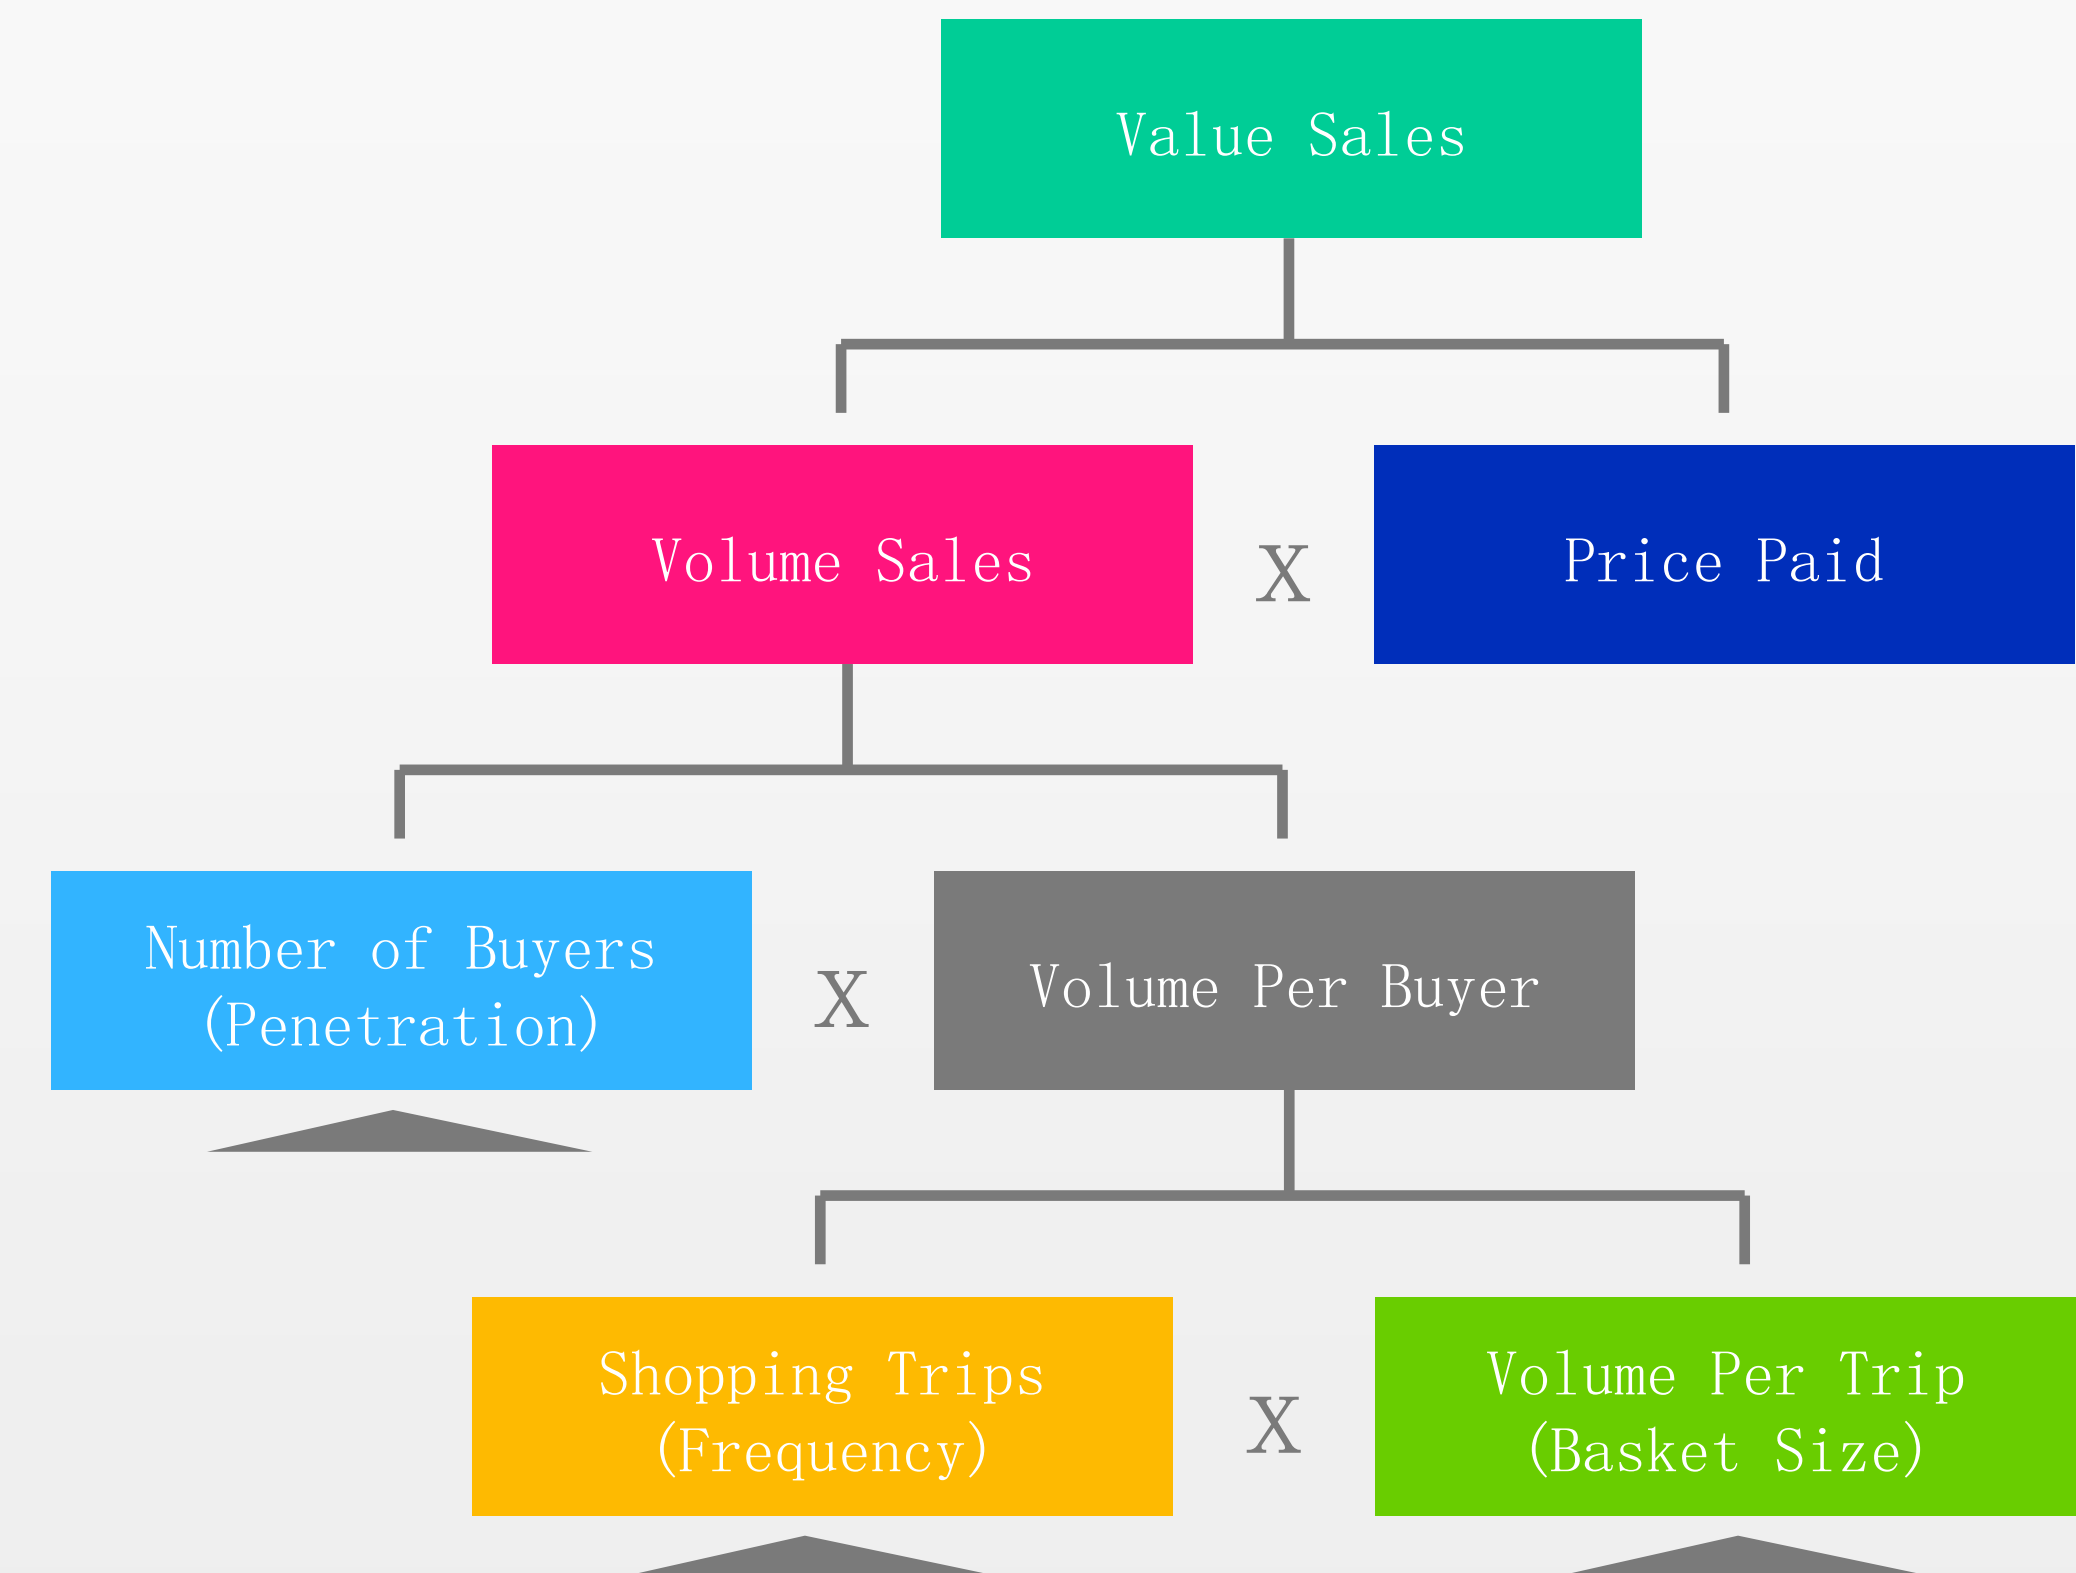 Value Sales
Volume Sales
X
Price Paid
Number of Buyers
(Penetration)
X
Volume Per Buyer
Shopping Trips
(Frequency)
X
Volume Per Trip
(Basket Size)